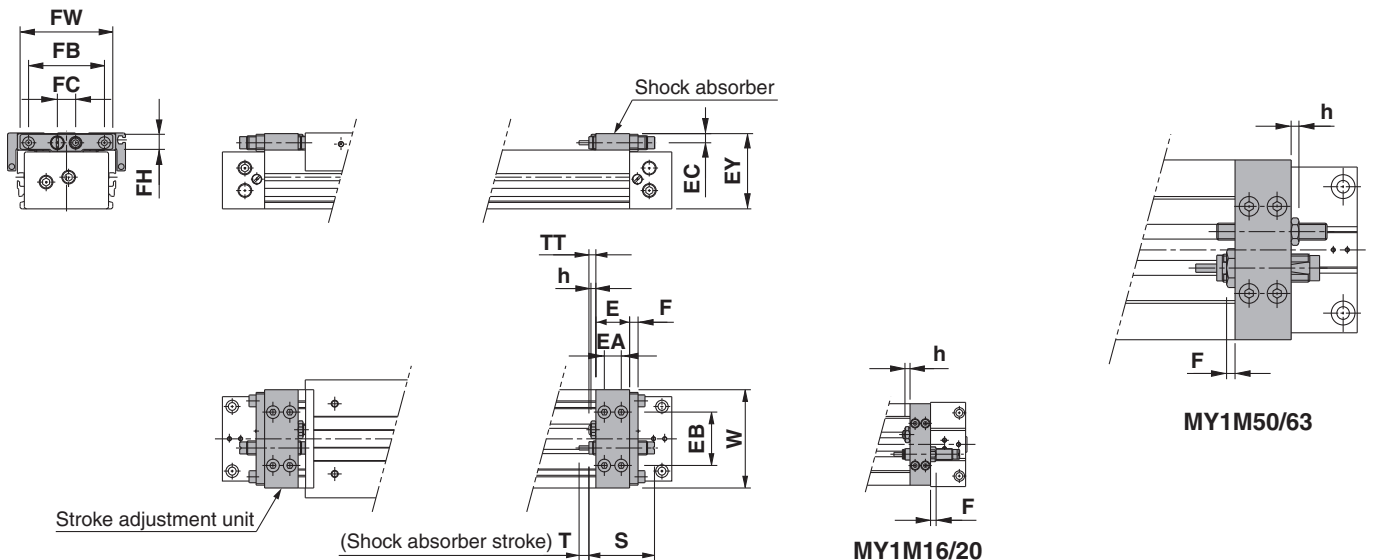 FW
FB
FC
FH
Shock absorber
EC
EY
TT
h
E
F
EA
EB
W
Stroke adjustment unit
(Shock absorber stroke) T
S
h
F
MY1M16/20
h
F
MY1M50/63